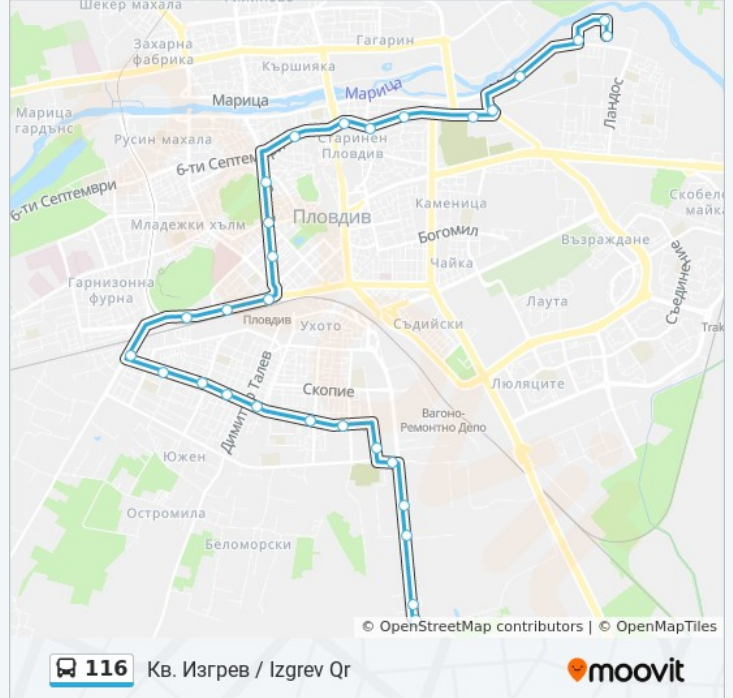 Шекер махала
Захарна
фабрика
Гагарин
Кършияка
Марица
Марица
Марица
гардънс
Русин махала
Ландос
6-ти Септември
Старинен
Пловдив
6-ти Септември
Скобеле
майка
Младежки хълм
Пловдив
Каменица
Богомил
Възраждане
Чайка
Съединение
Гарнизонна
фурна
Лаута
Пловдив
Ухото
Съдийски
Trak
Димитър Талев
Скопие
Люляците
Вагоно-
Ремонтно Депо
Южен
Остромила
Беломорски
© OpenStreetMap contributors | © OpenMapTiles
116 Кв. Изгрев / Izgrev Qr
moovit